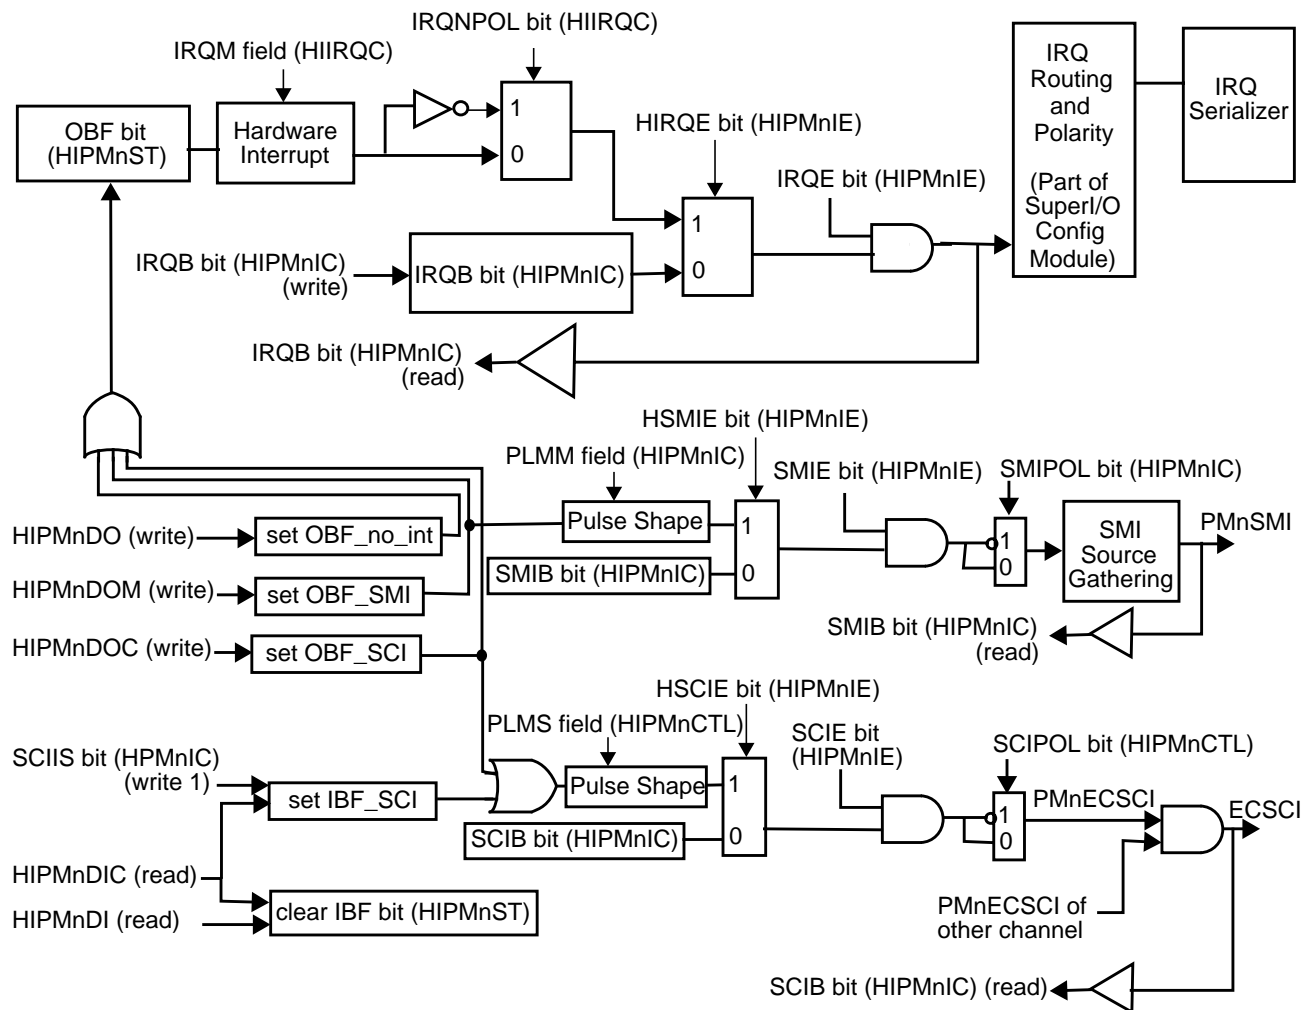 IRQNPOL bit (HIIRQC)
IRQM field (HIIRQC)
OBF bit
(HIPMnST)
Hardware
Interrupt
1
0
HIRQE bit (HIPMnIE)
IRQE bit (HIPMnIE)
IRQ
Routing
and
Polarity
(Part of
SuperI/O
Config
Module)
IRQ
Serializer
IRQB bit (HIPMnIC)
(write)
IRQB bit (HIPMnIC)
1
0
IRQB bit (HIPMnIC)
(read)
HSMIE bit (HIPMnIE)
PLMM field (HIPMnIC)
SMIE bit (HIPMnIE)
SMIPOL bit (HIPMnIC)
HIPMnDO (write)
set OBF_no_int
Pulse Shape
1
0
SMIB bit (HIPMnIC)
1
0
SMI
Source
Gathering
PMnSMI
HIPMnDOM (write)
set OBF_SMI
HIPMnDOC (write)
set OBF_SCI
SMIB bit (HIPMnIC)
(read)
HSCIE bit (HIPMnIE)
PLMS field (HIPMnCTL)
SCIE bit
(HIPMnIE)
SCIPOL bit (HIPMnCTL)
SCIIS bit (HPMnIC)
(write 1)
set IBF_SCI
Pulse Shape
1
0
SCIB bit (HIPMnIC)
1
0
PMnECSCI
ECSCI
HIPMnDIC (read)
HIPMnDI (read)
clear IBF bit (HIPMnST)
PMnECSCI of
other channel
SCIB bit (HIPMnIC) (read)